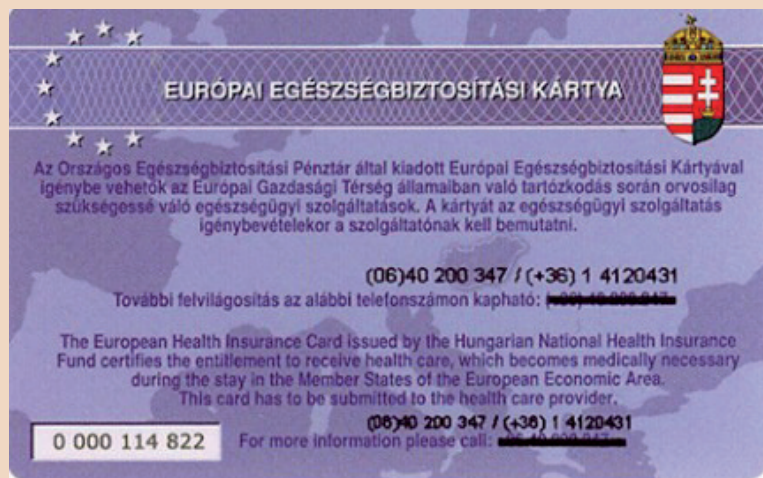 EURÓPAI EGÉSZSÉGBIZTOSÍTÁSI KÁRTYA
Az Országos Egészségbiztosítási Pénztár által kiadott Európai Egészségbiztosítási Kártyával
igénybe vehetők az Európai Gazdasági Térség államaiban való tartózkodás során orvosilag
szükségessé váló egészségügyi szolgáltatások. A kártyát az egészségügyi szolgáltatás
igénybevételekor a szolgáltatónak kell bemutatni.
(06)40 200 347 / (+36) 1 4120431
További felvilágosítás az alábbi telefonszámon kapható:
The European Health Insurance Card issued by the Hungarian National Health Insurance
Fund certifies the entitlement to receive health care, which becomes medically necessary
during the stay in the Member States of the European Economic Area.
This card has to be submitted to the health care provider.
(06)40 200 347 / (+36) 1 4120431
0 000 114 822
For more information please call: